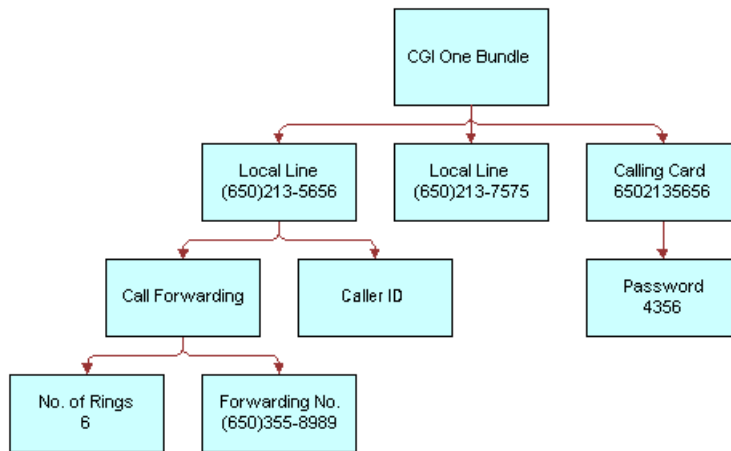 CGI One Bundle
Local Line
(650)213-5656
Local Line
(650)213-7575
Calling Card
6502135656
Call Forwarding
Caller ID
Password
4356
No. of Rings
6
Forwarding No.
(650)355-8989